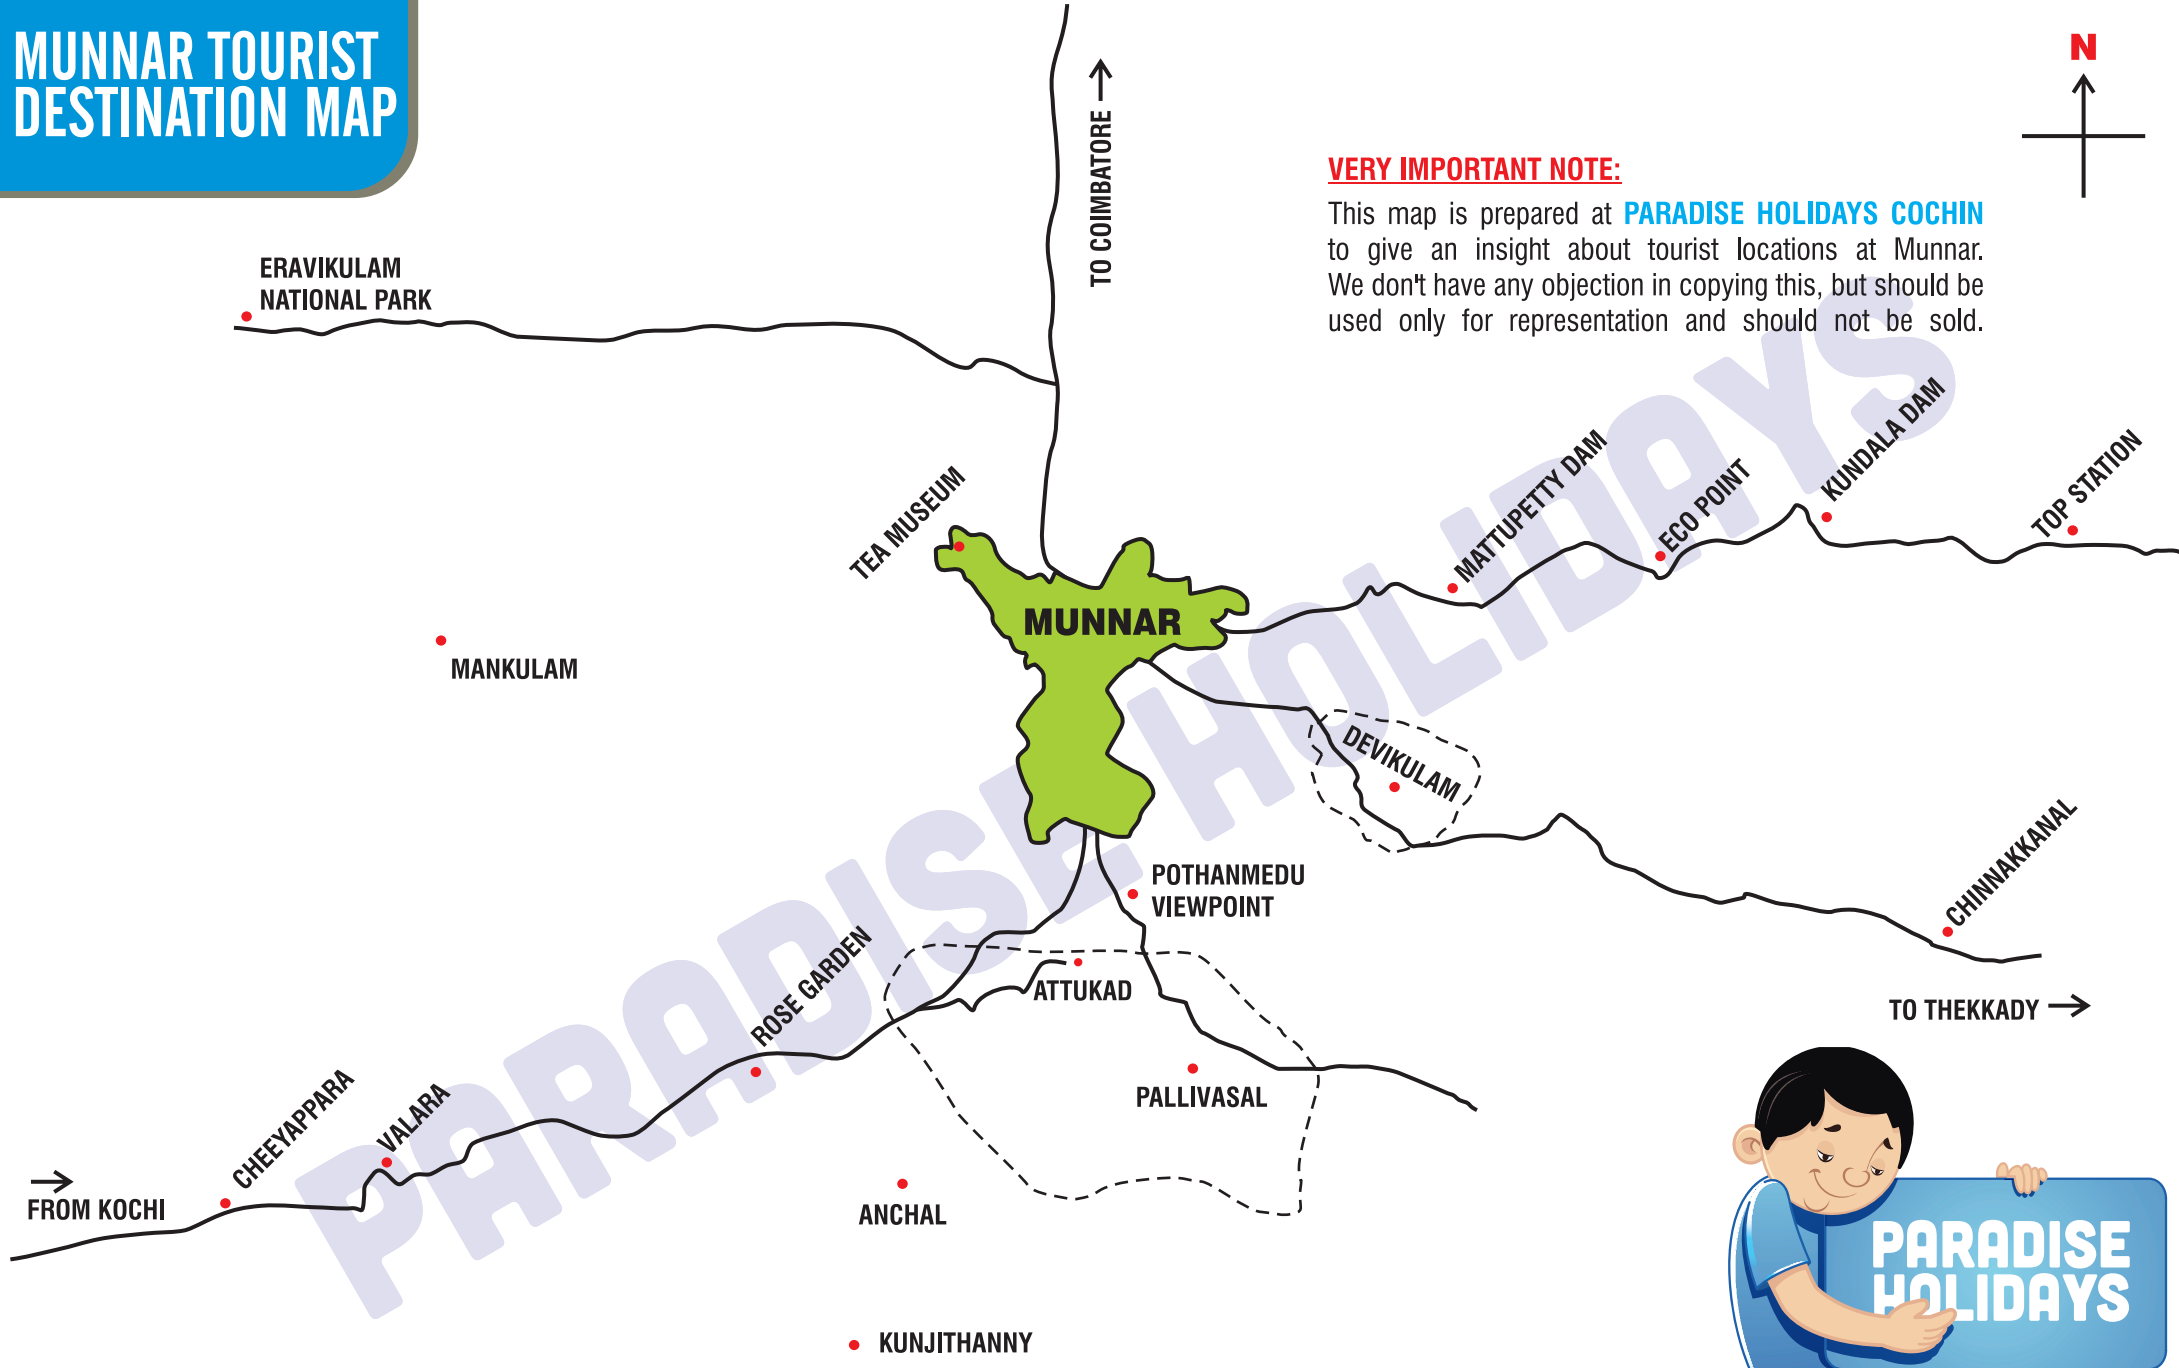 MUNNAR TOURIST
DESTINATION MAP
N
TO COIMBATORE
VERY IMPORTANT NOTE:
This map is prepared at PARADISE HOLIDAYS COCHIN
to give an insight about tourist locations at Munnar.
We don't have any objection in copying this, but should be
used only for representation and should not be sold.
ERAVIKULAM
NATIONAL PARK
TEA MUSEUM
MATTUPETTY DAM
ECO POINT
KUNDALA DAM
TOP STATION
MUNNAR
MANKULAM
DEVIKULAM
CHINNAKKANAL
POTHANMEDU
VIEWPOINT
ROSE GARDEN
ATTUKAD
TO THEKKADY
PALLIVASAL
CHEEYAPPARA
VALARA
FROM KOCHI
ANCHAL
KUNJITHANNY
PARADISE HOLIDAYS
PARADISE
HOLIDAYS